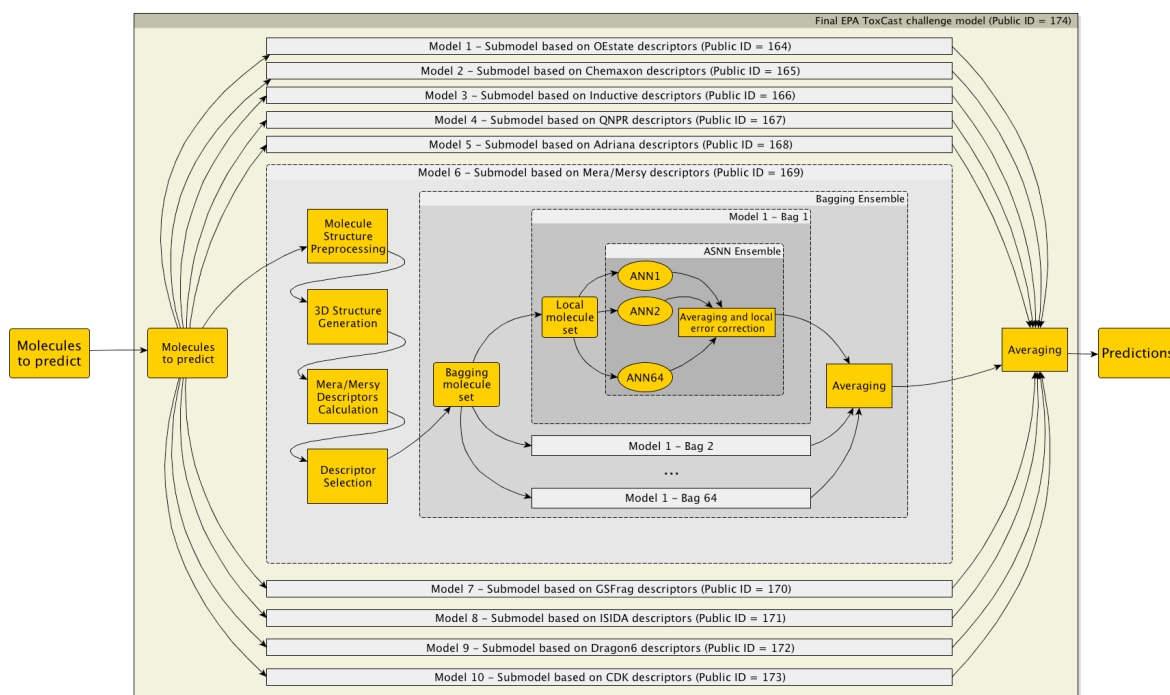 Final EPA ToxCast challenge model (Public ID = 174)
Model 1 – Submodel based on OEstate descriptors (Public ID = 164)
Model 2 – Submodel based on Chemaxon descriptors (Public ID = 165)
Model 3 – Submodel based on Inductive descriptors (Public ID = 166)
Model 4 – Submodel based on QNPR descriptors (Public ID = 167)
Model 5 – Submodel based on Adriana descriptors (Public ID = 168)
Model 6 – Submodel based on Mera/Mersy descriptors (Public ID = 169)
Molecules
to predict
Molecules
to predict
Molecule
Structure
Preprocessing
3D Structure
Generation
Mera/Mersy
Descriptors
Calculation
Descriptor
Selection
Bagging Ensemble
Bagging
molecule
set
Model 1 – Bag 1
Local
molecule
set
ASNN Ensemble
ANN1
ANN2
ANN64
Averaging and local
error correction
Model 1 – Bag 2
...
Model 1 – Bag 64
Averaging
Averaging
Predictions
Model 7 – Submodel based on GSFrag descriptors (Public ID = 170)
Model 8 – Submodel based on ISIDA descriptors (Public ID = 171)
Model 9 – Submodel based on Dragon6 descriptors (Public ID = 172)
Model 10 – Submodel based on CDK descriptors (Public ID = 173)